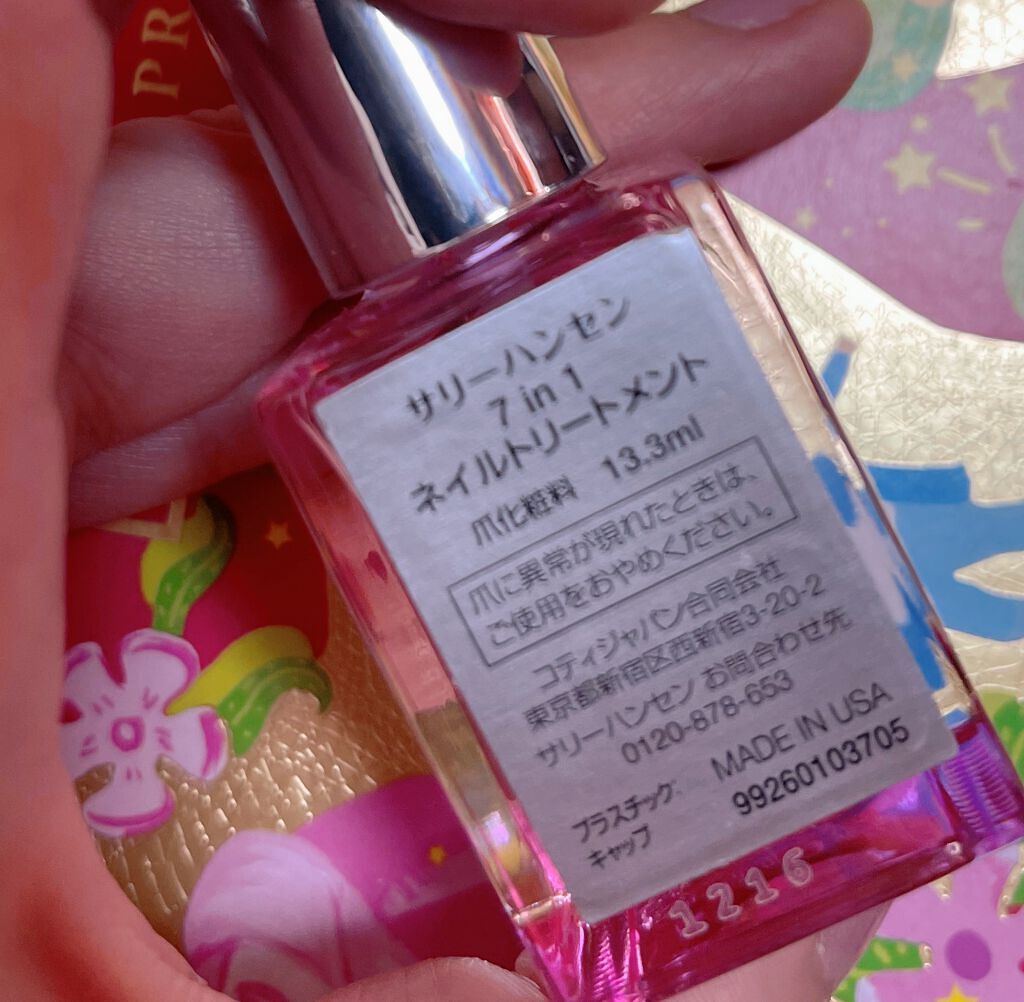 PR
サリーハンセン
7 in 1
ネイルトリートメント
爪化粧料 13.3ml
爪に異常が現れたときは、
ご使用をおやめください。
コティジャパン合同会社
東京都新宿区西新宿3-20-2
サリーハンセン お問合わせ先
0120-878-653
プラスチック:
キャップ
MADE IN USA
99260103705
1216